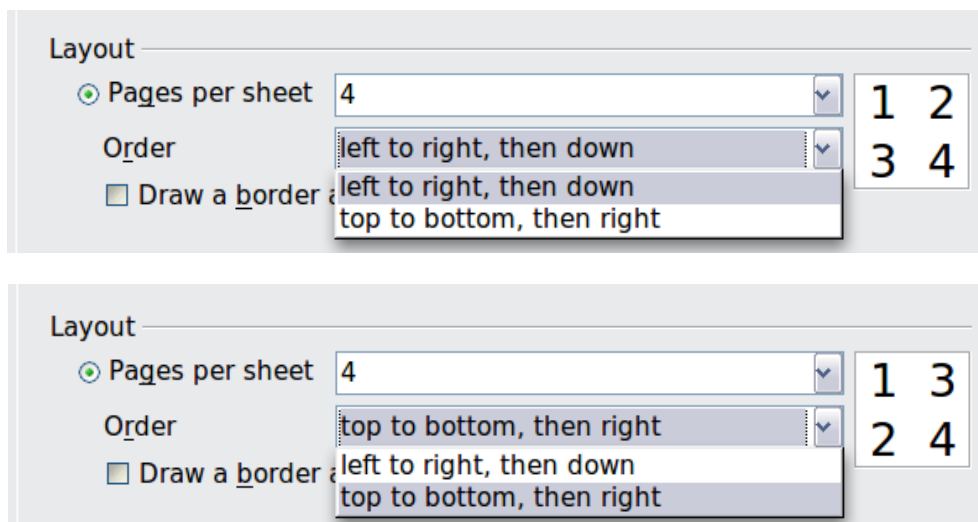 Layout
Pages per sheet 4
1 2
Order left to right, then down
3 4
Draw a border
left to right, then down
top to bottom, then right
Layout
Pages per sheet 4
1 3
Order top to bottom, then right
2 4
Draw a border
left to right, then down
top to bottom, then right